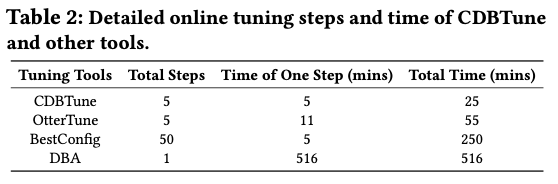 Table 2: Detailed online tuning steps and time of CDBTune
and other tools.
Tuning Tools Total Steps Time of One Step (mins) Total Time (mins)
CDBTune 5 5 25
OtterTune 5 11 55
BestConfig 50 5 250
DBA 1 516 516